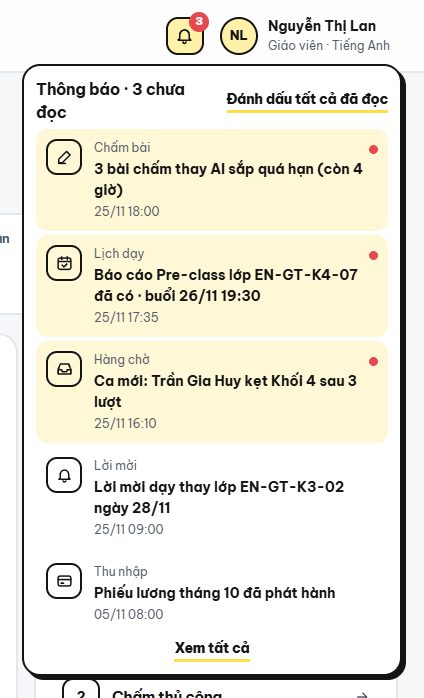 3
NL
Nguyễn Thị Lan
Giáo viên · Tiếng Anh
Thông báo · 3 chưa
đọc
Đánh dấu tất cả đã đọc
Chấm bài
3 bài chấm thay AI sắp quá hạn (còn 4
giờ)
25/11 18:00
Lịch dạy
Báo cáo Pre-class lớp EN-GT-K4-07
đã có · buổi 26/11 19:30
25/11 17:35
Hàng chờ
Ca mới: Trần Gia Huy kẹt Khối 4 sau 3
lượt
25/11 16:10
Lời mời
Lời mời dạy thay lớp EN-GT-K3-02
ngày 28/11
25/11 09:00
Thu nhập
Phiếu lương tháng 10 đã phát hành
05/11 08:00
Xem tất cả
2
Chấm thủ công